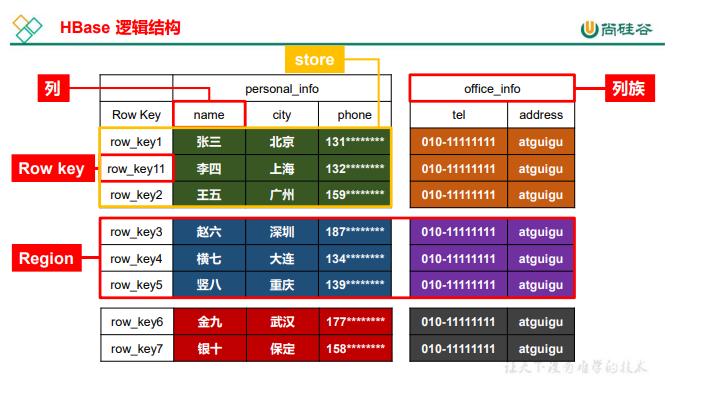 HBase 逻辑结构
尚硅谷
store
列
personal_info
office_info
列族
Row Key name city phone tel address
row_key1 张三 北京 131******** 010-11111111 atguigu
Row key
row_key11 李四 上海 132******** 010-11111111 atguigu
row_key2 王五 广州 159******** 010-11111111 atguigu
row_key3 赵六 深圳 187******** 010-11111111 atguigu
Region
row_key4 横七 大连 134******** 010-11111111 atguigu
row_key5 竖八 重庆 139******** 010-11111111 atguigu
row_key6 金九 武汉 177******** 010-11111111 atguigu
row_key7 银十 保定 158******** 010-11111111 atguigu
让天下没有难学的技术